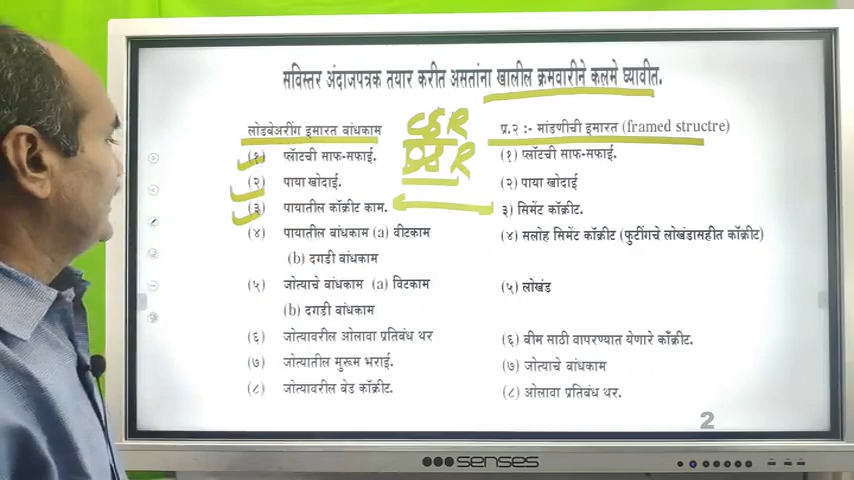 सविस्तर अंदाजपत्रक तयार करीत असतांना खालील क्रमवारीने कलमे घ्यावीत.
लोडबेअरींग इमारत बांधकाम
(१) प्लॅाटची साफ-सफाई.
(२) पाया खोदाई.
(३) पायातील कॉक्रीट काम.
(४) पायातील बांधकाम (a) वीटकाम
(b) दगडी बांधकाम
(५) जोत्याचे बांधकाम (a) विटकाम
(b) दगडी बांधकाम
(६) जोत्यावरील ओलावा प्रतिबंध थर
(७) जोत्यातील मुरूम भराई.
(८) जोत्यावरील बेड कॉक्रीट.
CSR
DSR
प्र.२ :- मांडणीची इमारत (framed structre)
(१) प्लॉटची साफ-सफाई.
(२) पाया खोदाई
३) सिमेंट कॉक्रीट.
(४) सलोह सिमेंट कॉक्रीट (फुटींगचे लोखंडासहीत कॉक्रीट)
(५) लोखंड
(६) बीम साठी वापरण्यात येणारे कॉंक्रीट.
(७) जोत्याचे बांधकाम
(८) ओलावा प्रतिबंध थर.
2
senses